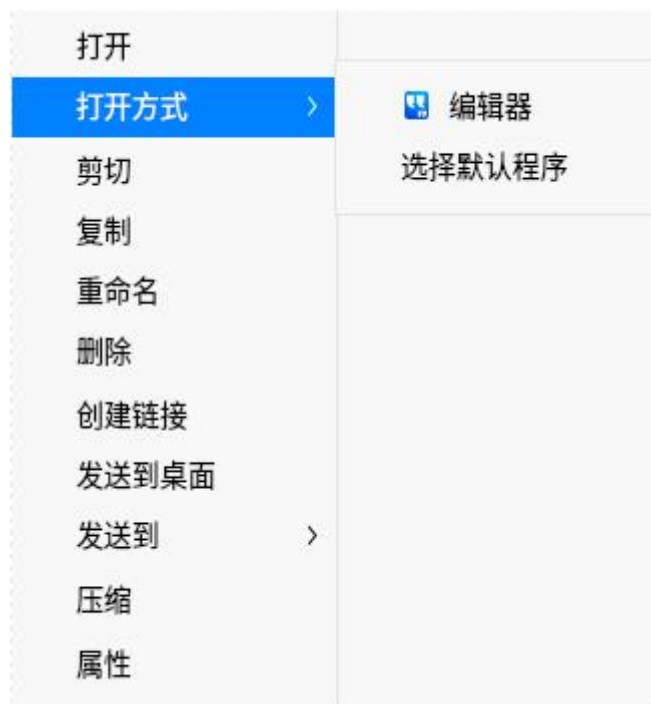 打开
打开方式
编辑器
选择默认程序
剪切
复制
重命名
删除
创建链接
发送到桌面
发送到
压缩
属性